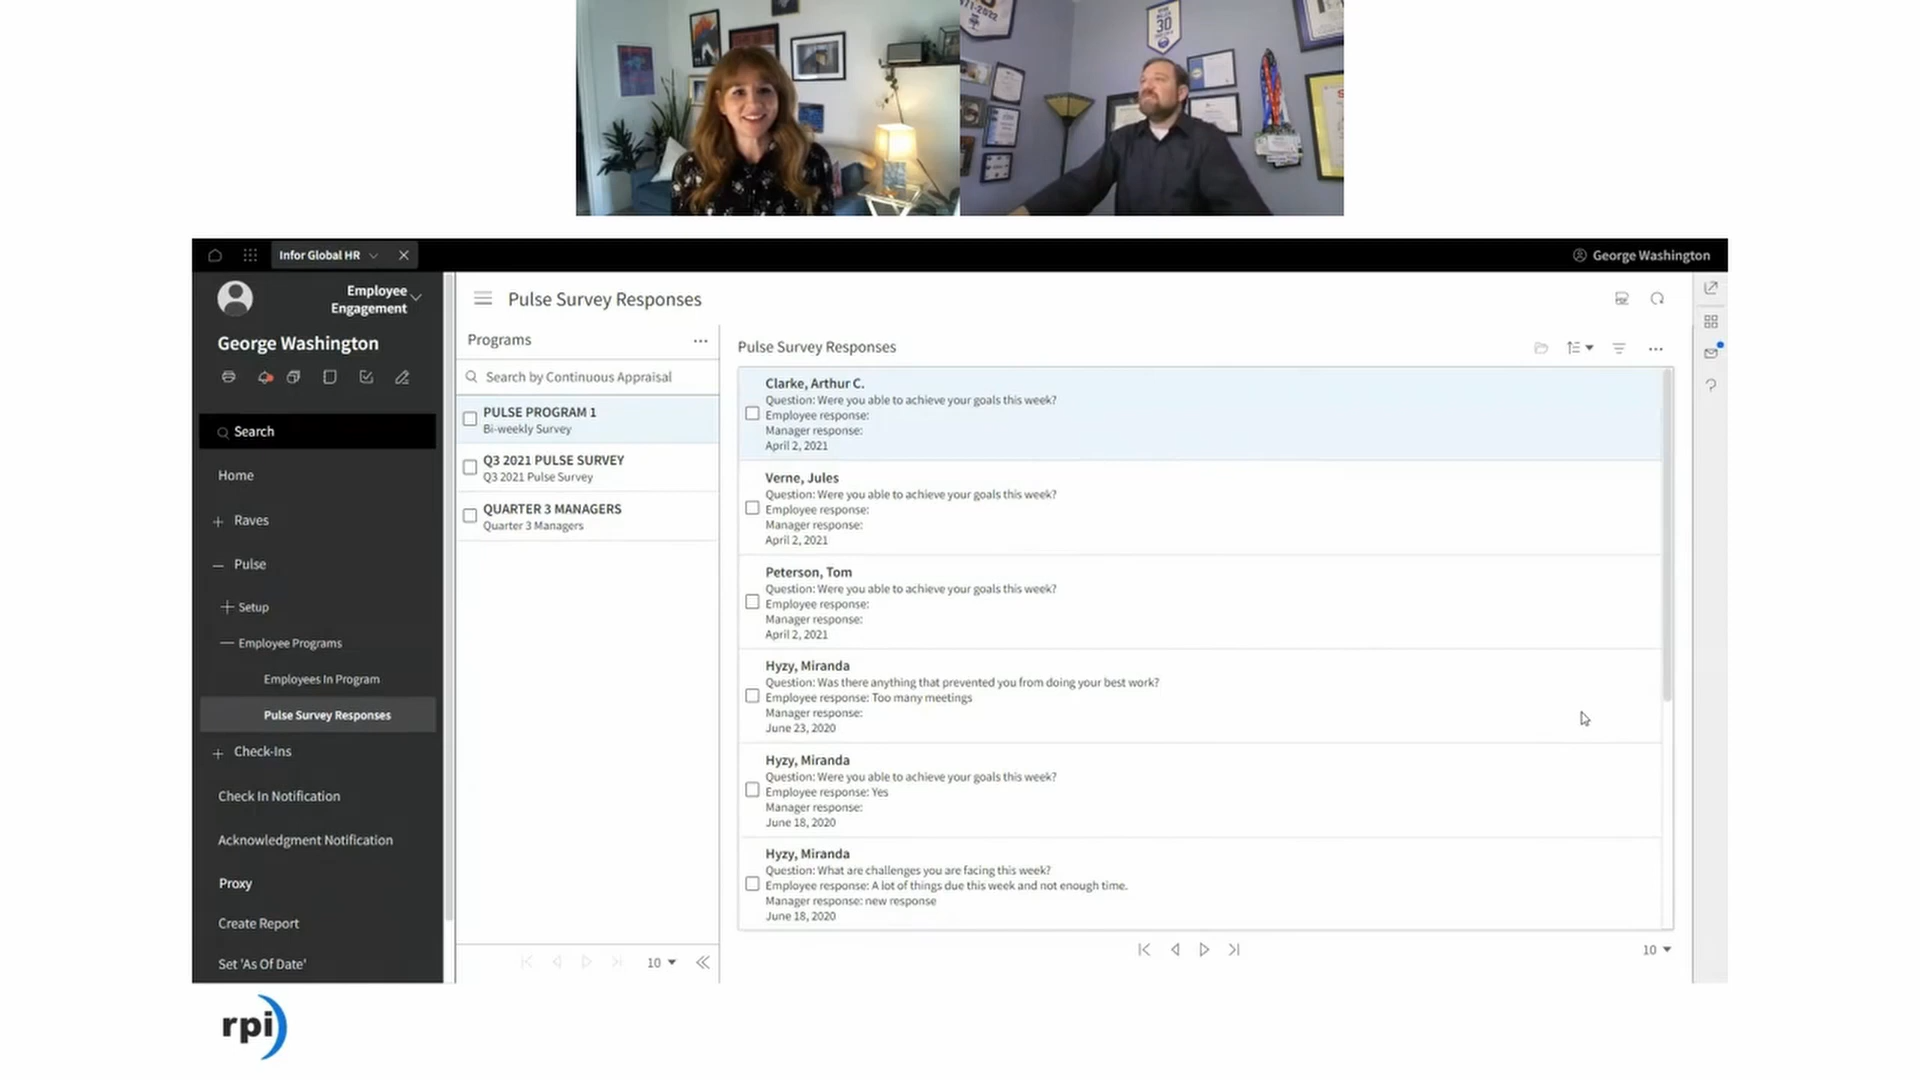 1971-2022
30
Infor Global HR
George Washington
Employee
Engagement
George Washington
Search
Home
Raves
Pulse
Setup
Employee Programs
Employees In Program
Pulse Survey Responses
Check-Ins
Check In Notification
Acknowledgment Notification
Proxy
Create Report
Set 'As Of Date'
Pulse Survey Responses
Programs
Search by Continuous Appraisal
PULSE PROGRAM 1
Bi-weekly Survey
Q3 2021 PULSE SURVEY
Q3 2021 Pulse Survey
QUARTER 3 MANAGERS
Quarter 3 Managers
10
Pulse Survey Responses
Clarke, Arthur C.
Question: Were you able to achieve your goals this week?
Employee response:
Manager response:
April 2, 2021
Verne, Jules
Question: Were you able to achieve your goals this week?
Employee response:
Manager response:
April 2, 2021
Peterson, Tom
Question: Were you able to achieve your goals this week?
Employee response:
Manager response:
April 2, 2021
Hyzy, Miranda
Question: Was there anything that prevented you from doing your best work?
Employee response: Too many meetings
Manager response:
June 23, 2020
Hyzy, Miranda
Question: Were you able to achieve your goals this week?
Employee response: Yes
Manager response:
June 18, 2020
Hyzy, Miranda
Question: What are challenges you are facing this week?
Employee response: A lot of things due this week and not enough time.
Manager response: new response
June 18, 2020
10
rpi